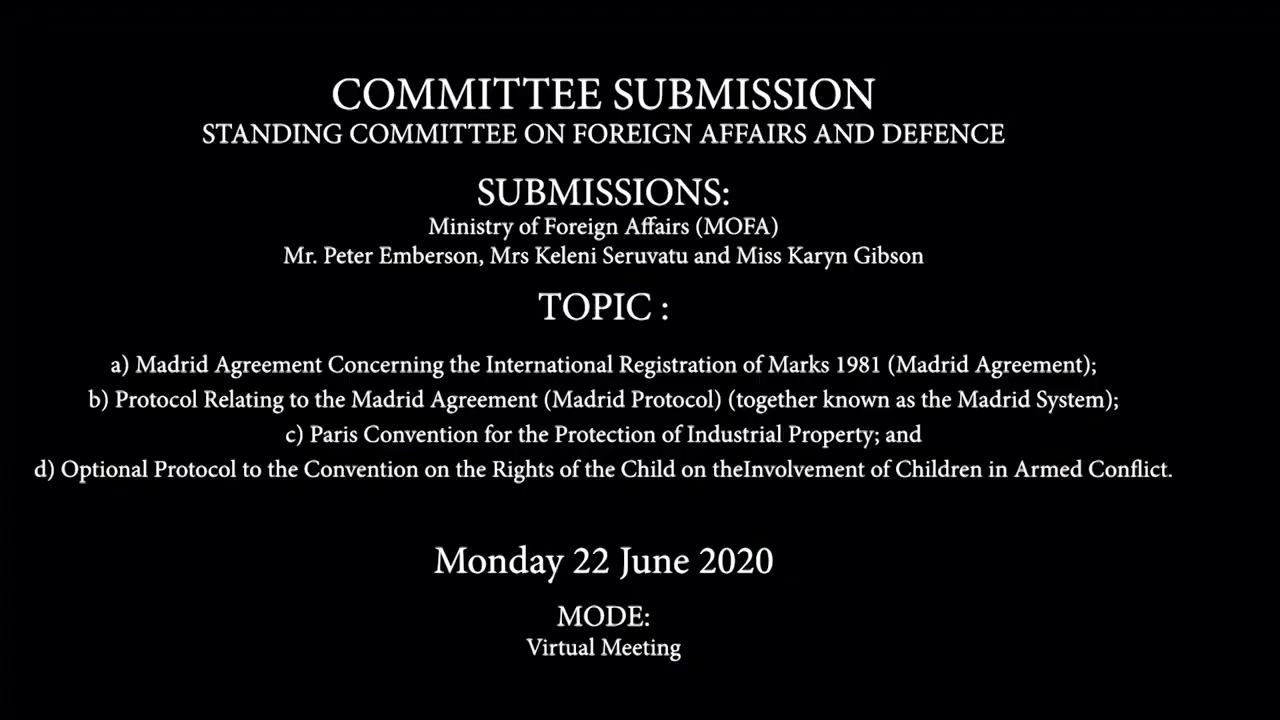 COMMITTEE SUBMISSION
STANDING COMMITTEE ON FOREIGN AFFAIRS AND DEFENCE
SUBMISSIONS:
Ministry of Foreign Affairs (MOFA)
Mr. Peter Emberson, Mrs Keleni Seruvatu and Miss Karyn Gibson
TOPIC :
a) Madrid Agreement Concerning the International Registration of Marks 1981 (Madrid Agreement);
b) Protocol Relating to the Madrid Agreement (Madrid Protocol) (together known as the Madrid System);
c) Paris Convention for the Protection of Industrial Property; and
d) Optional Protocol to the Convention on the Rights of the Child on theInvolvement of Children in Armed Conflict.
Monday 22 June 2020
MODE:
Virtual Meeting